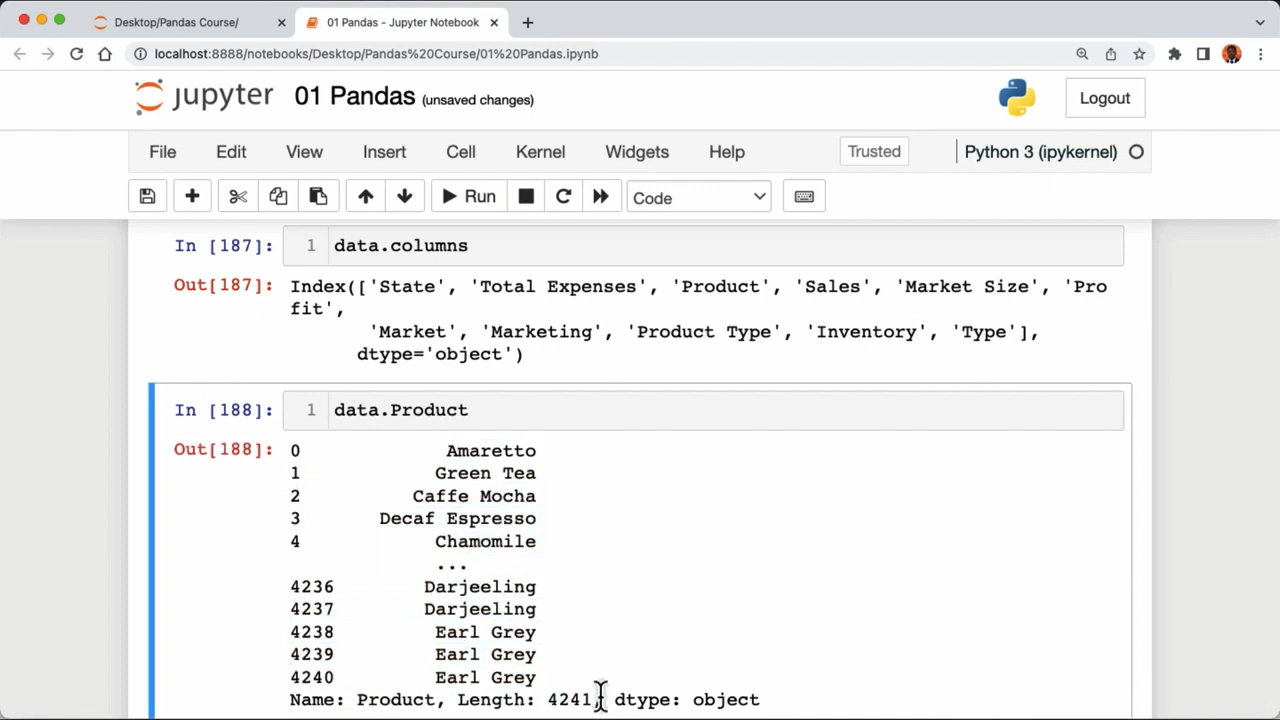 Desktop/Pandas Course/
01 Pandas - Jupyter Notebook
localhost:8888/notebooks/Desktop/Pandas%20Course/01%20Pandas.ipynb
jupyter 01 Pandas (unsaved changes)
Logout
File Edit View Insert Cell Kernel Widgets Help Trusted Python 3 (ipykernel)
Run Code
In [187]: 1 data.columns
Out[187]: Index(['State', 'Total Expenses', 'Product', 'Sales', 'Market Size', 'Pro
fit',
'Market', 'Marketing', 'Product Type', 'Inventory', 'Type'],
dtype='object')
In [188]: 1 data.Product
Out[188]: 0 Amaretto
1 Green Tea
2 Caffe Mocha
3 Decaf Espresso
4 Chamomile
...
4236 Darjeeling
4237 Darjeeling
4238 Earl Grey
4239 Earl Grey
4240 Earl Grey
Name: Product, Length: 4241, dtype: object